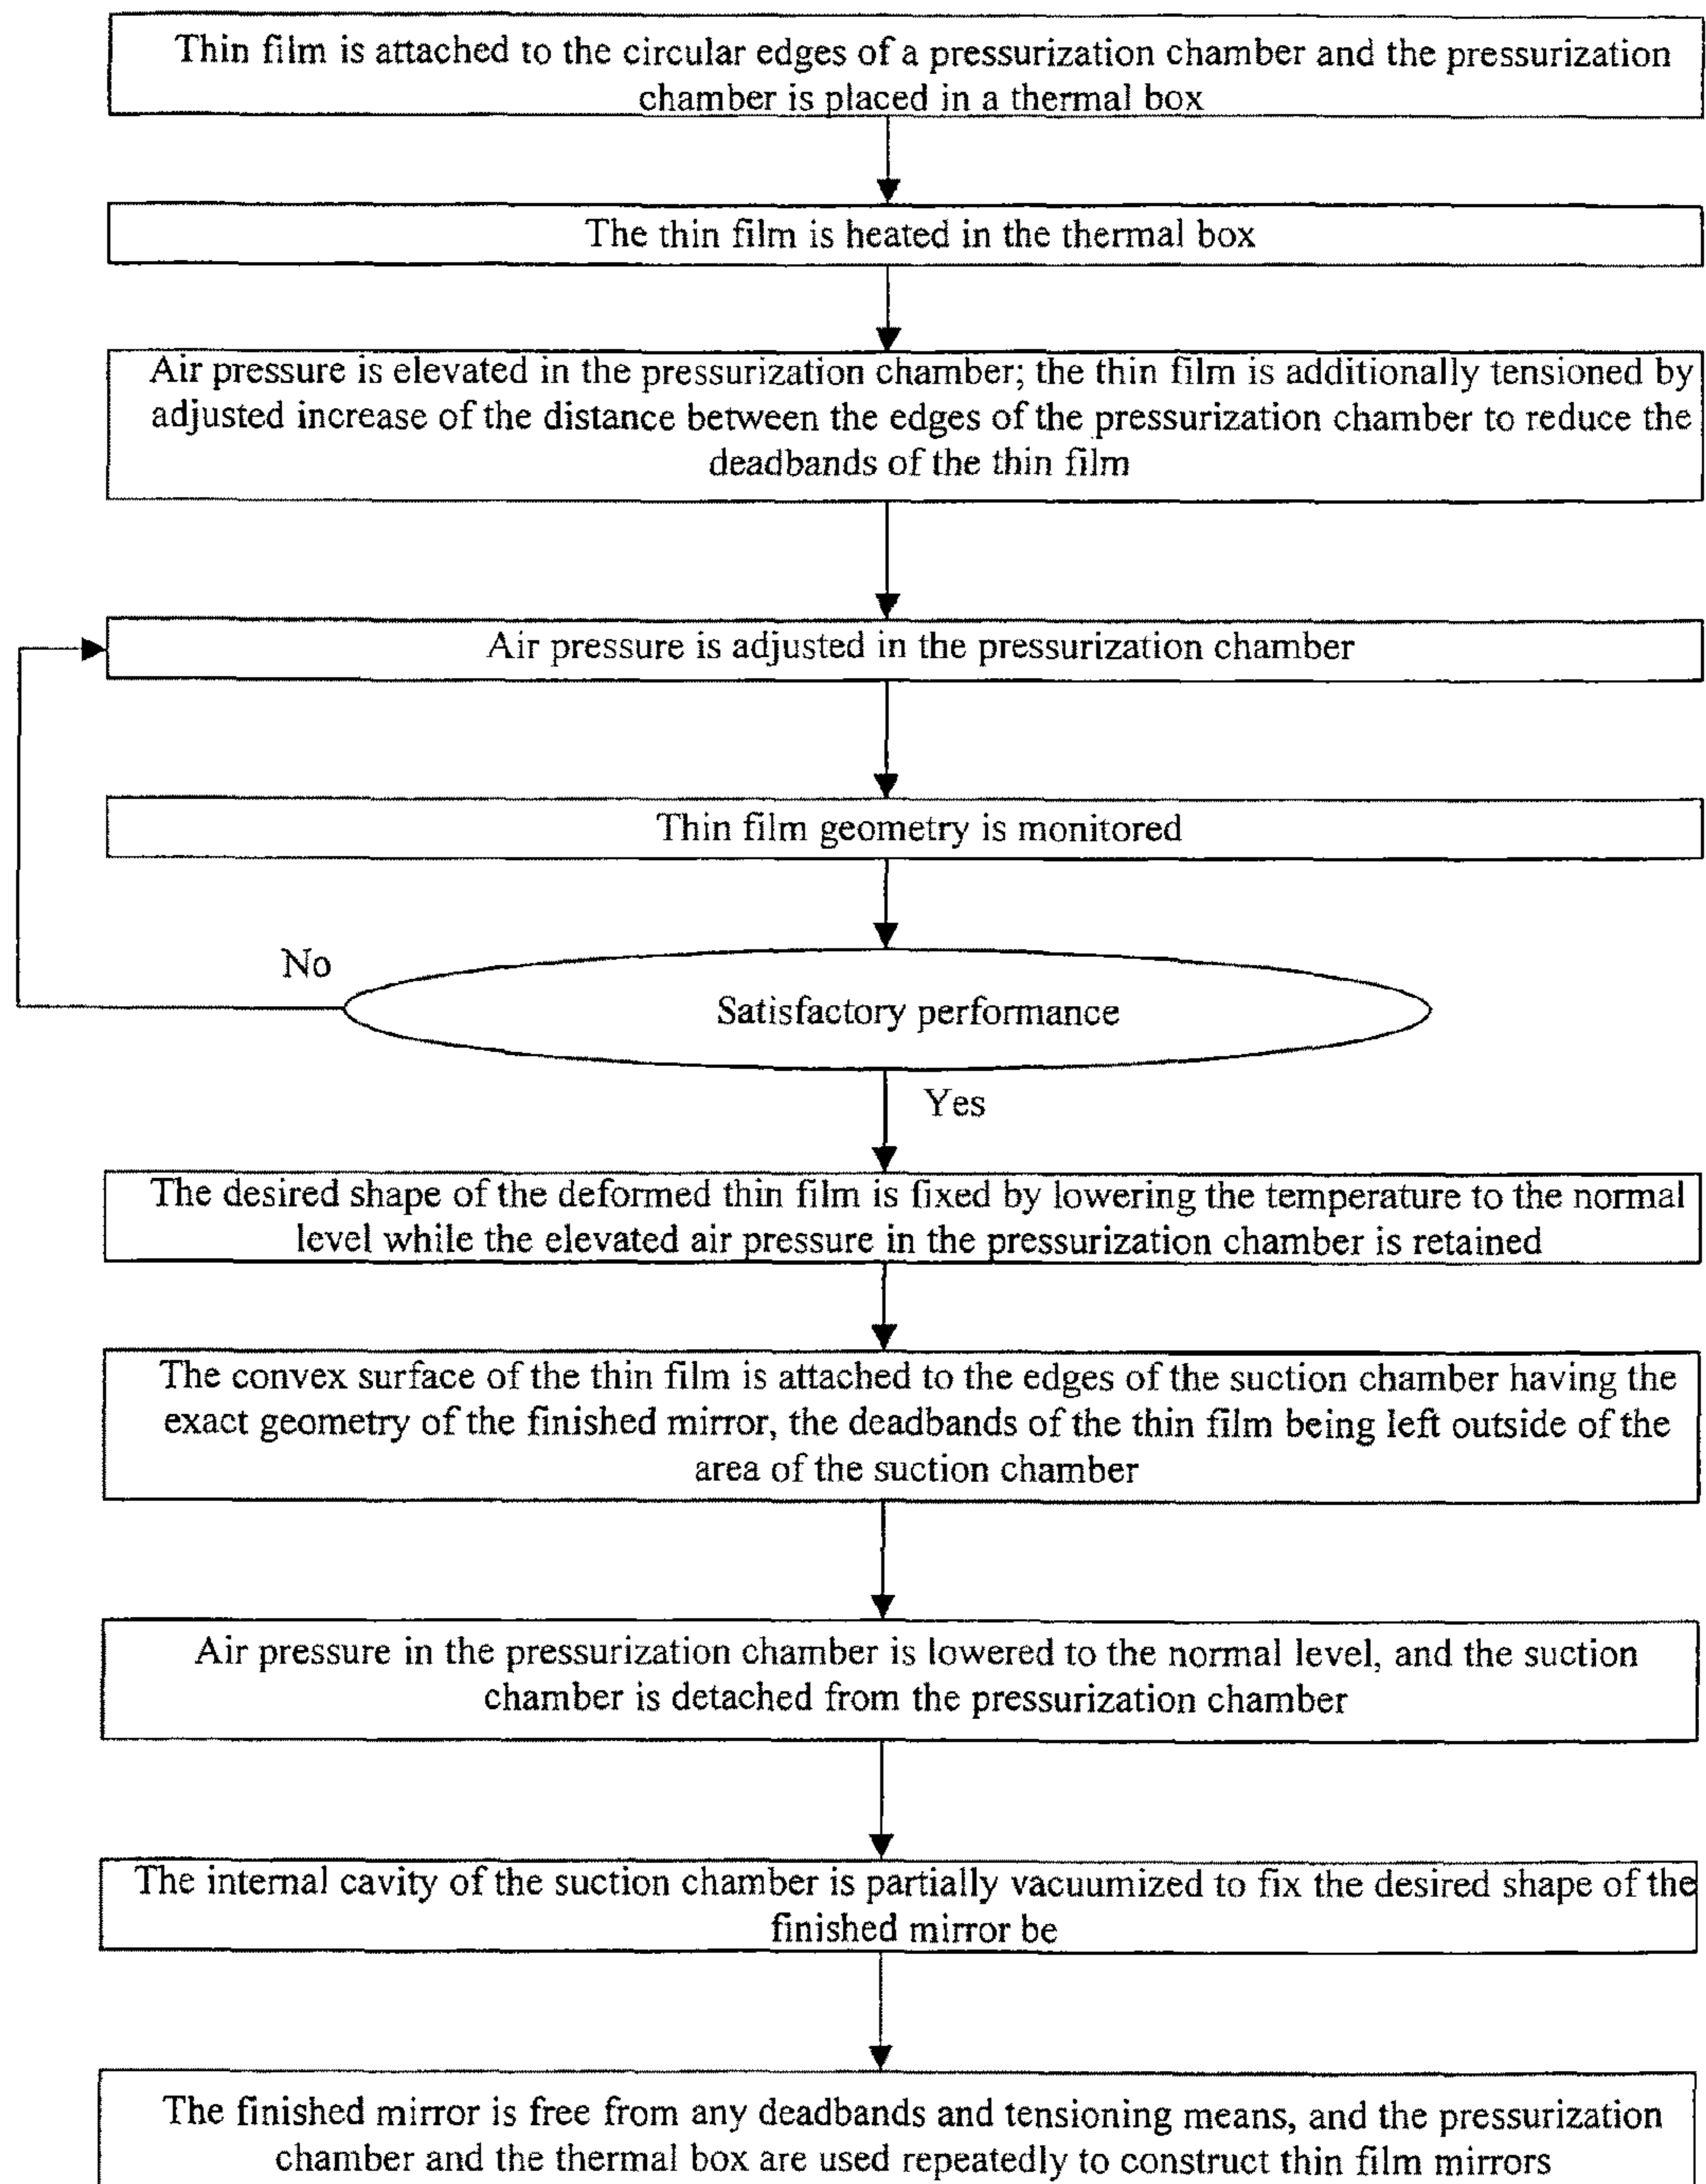 Thin film is attached to the circular edges of a pressurization chamber and the pressurization
chamber is placed in a thermal box
The thin film is heated in the thermal box
Air pressure is elevated in the pressurization chamber; the thin film is additionally tensioned by
adjusted increase of the distance between the edges of the pressurization chamber to reduce the
deadbands of the thin film
Air pressure is adjusted in the pressurization chamber
Thin film geometry is monitored
No
Satisfactory performance
Yes
The desired shape of the deformed thin film is fixed by lowering the temperature to the normal
level while the elevated air pressure in the pressurization chamber is retained
The convex surface of the thin film is attached to the edges of the suction chamber having the
exact geometry of the finished mirror, the deadbands of the thin film being left outside of the
area of the suction chamber
Air pressure in the pressurization chamber is lowered to the normal level, and the suction
chamber is detached from the pressurization chamber
The internal cavity of the suction chamber is partially vacuumized to fix the desired shape of the
finished mirror be
The finished mirror is free from any deadbands and tensioning means, and the pressurization
chamber and the thermal box are used repeatedly to construct thin film mirrors